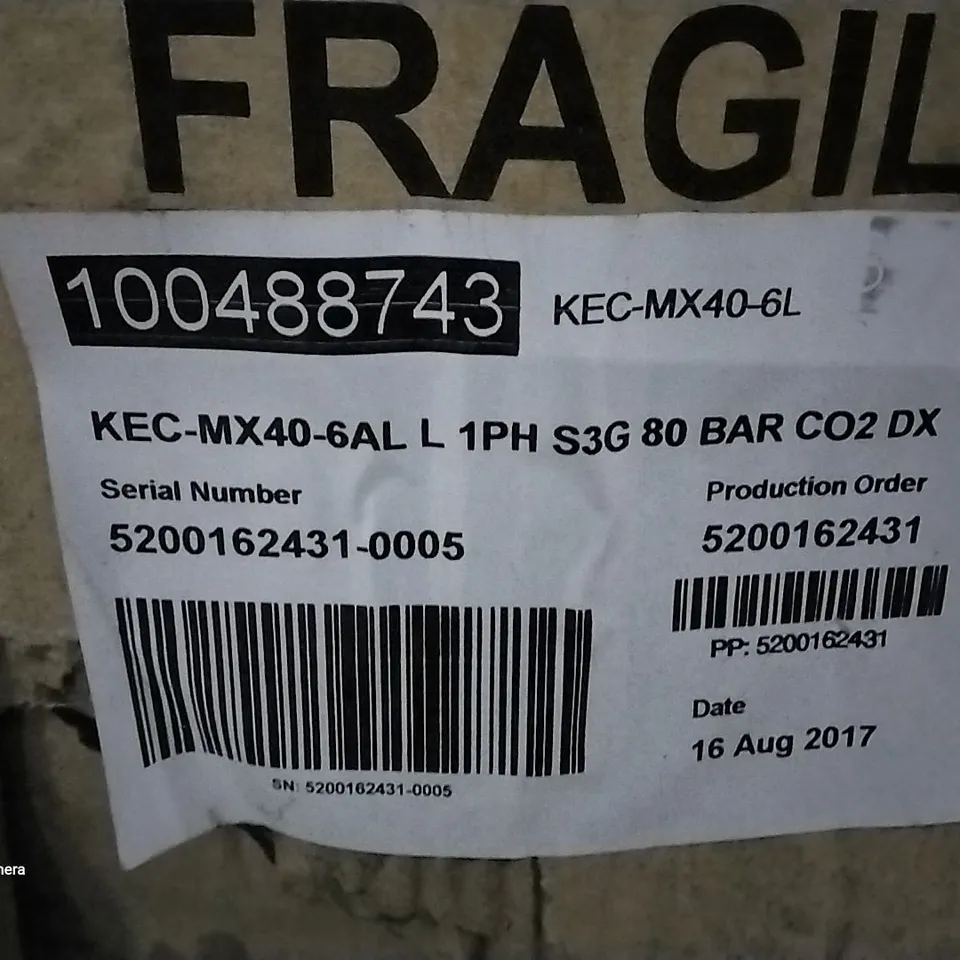 FRAGIL
100488743
KEC-MX40-6L
KEC-MX40-6AL L 1PH S3G 80 BAR CO2 DX
Serial Number
5200162431-0005
Production Order
5200162431
PP: 5200162431
SN: 5200162431-0005
Date
16 Aug 2017